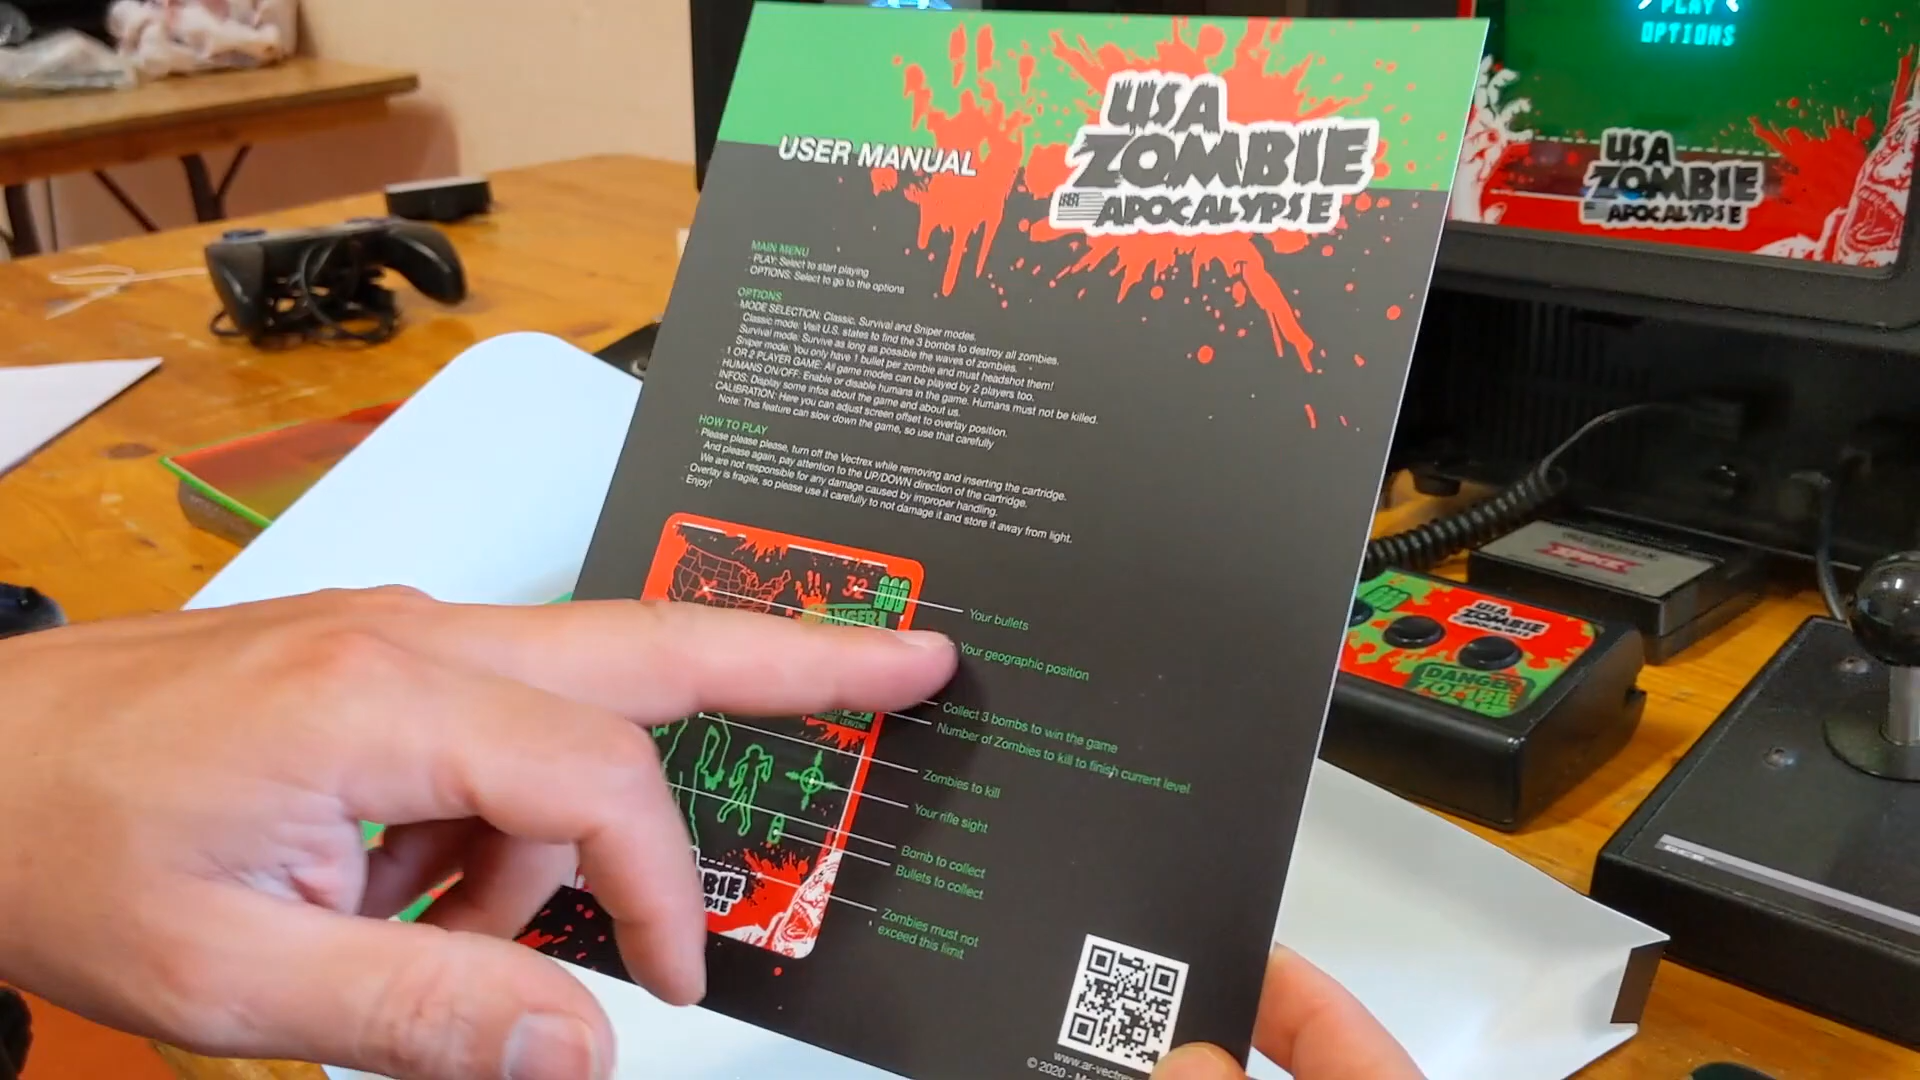 PLAY
OPTIONS
USA
ZOMBIE
APOCALYPSE
USER MANUAL
USA
ZOMBIE
APOCALYPSE
MAIN MENU
- PLAY: Select to start playing
- OPTIONS: Select to go to the options
OPTIONS
- MODE SELECTION: Classic, Survival and Sniper modes.
Classic mode: Visit U.S. states to find the 3 bombs to destroy all zombies.
Survival mode: Survive as long as possible the waves of zombies.
Sniper mode: You only have 1 bullet per zombie and must headshot them!
- 1 OR 2 PLAYER GAME: All game modes can be played by 2 players too.
- HUMANS ON/OFF: Enable or disable humans in the game. Humans must not be killed.
- INFOS: Display some infos about the game and about us.
- CALIBRATION: Here you can adjust screen offset to overlay position.
Note: This feature can slow down the game, so use that carefully
HOW TO PLAY
- Please please please, turn off the Vectrex while removing and inserting the cartridge.
And please again, pay attention to the UP/DOWN direction of the cartridge.
We are not responsible for any damage caused by improper handling.
- Overlay is fragile, so please use it carefully to not damage it and store it away from light.
- Enjoy!
32
DANGER
Your bullets
Your geographic position
Collect 3 bombs to win the game
Number of Zombies to kill to finish current level
Zombies to kill
Your rifle sight
Bomb to collect
Bullets to collect
Zombies must not
exceed this limit
LEAVING
BIE
PSE
www.ar-vectrex
© 2020 - M
USA
ZOMBIE
APOCALYPSE
DANGER
ZOMBIE